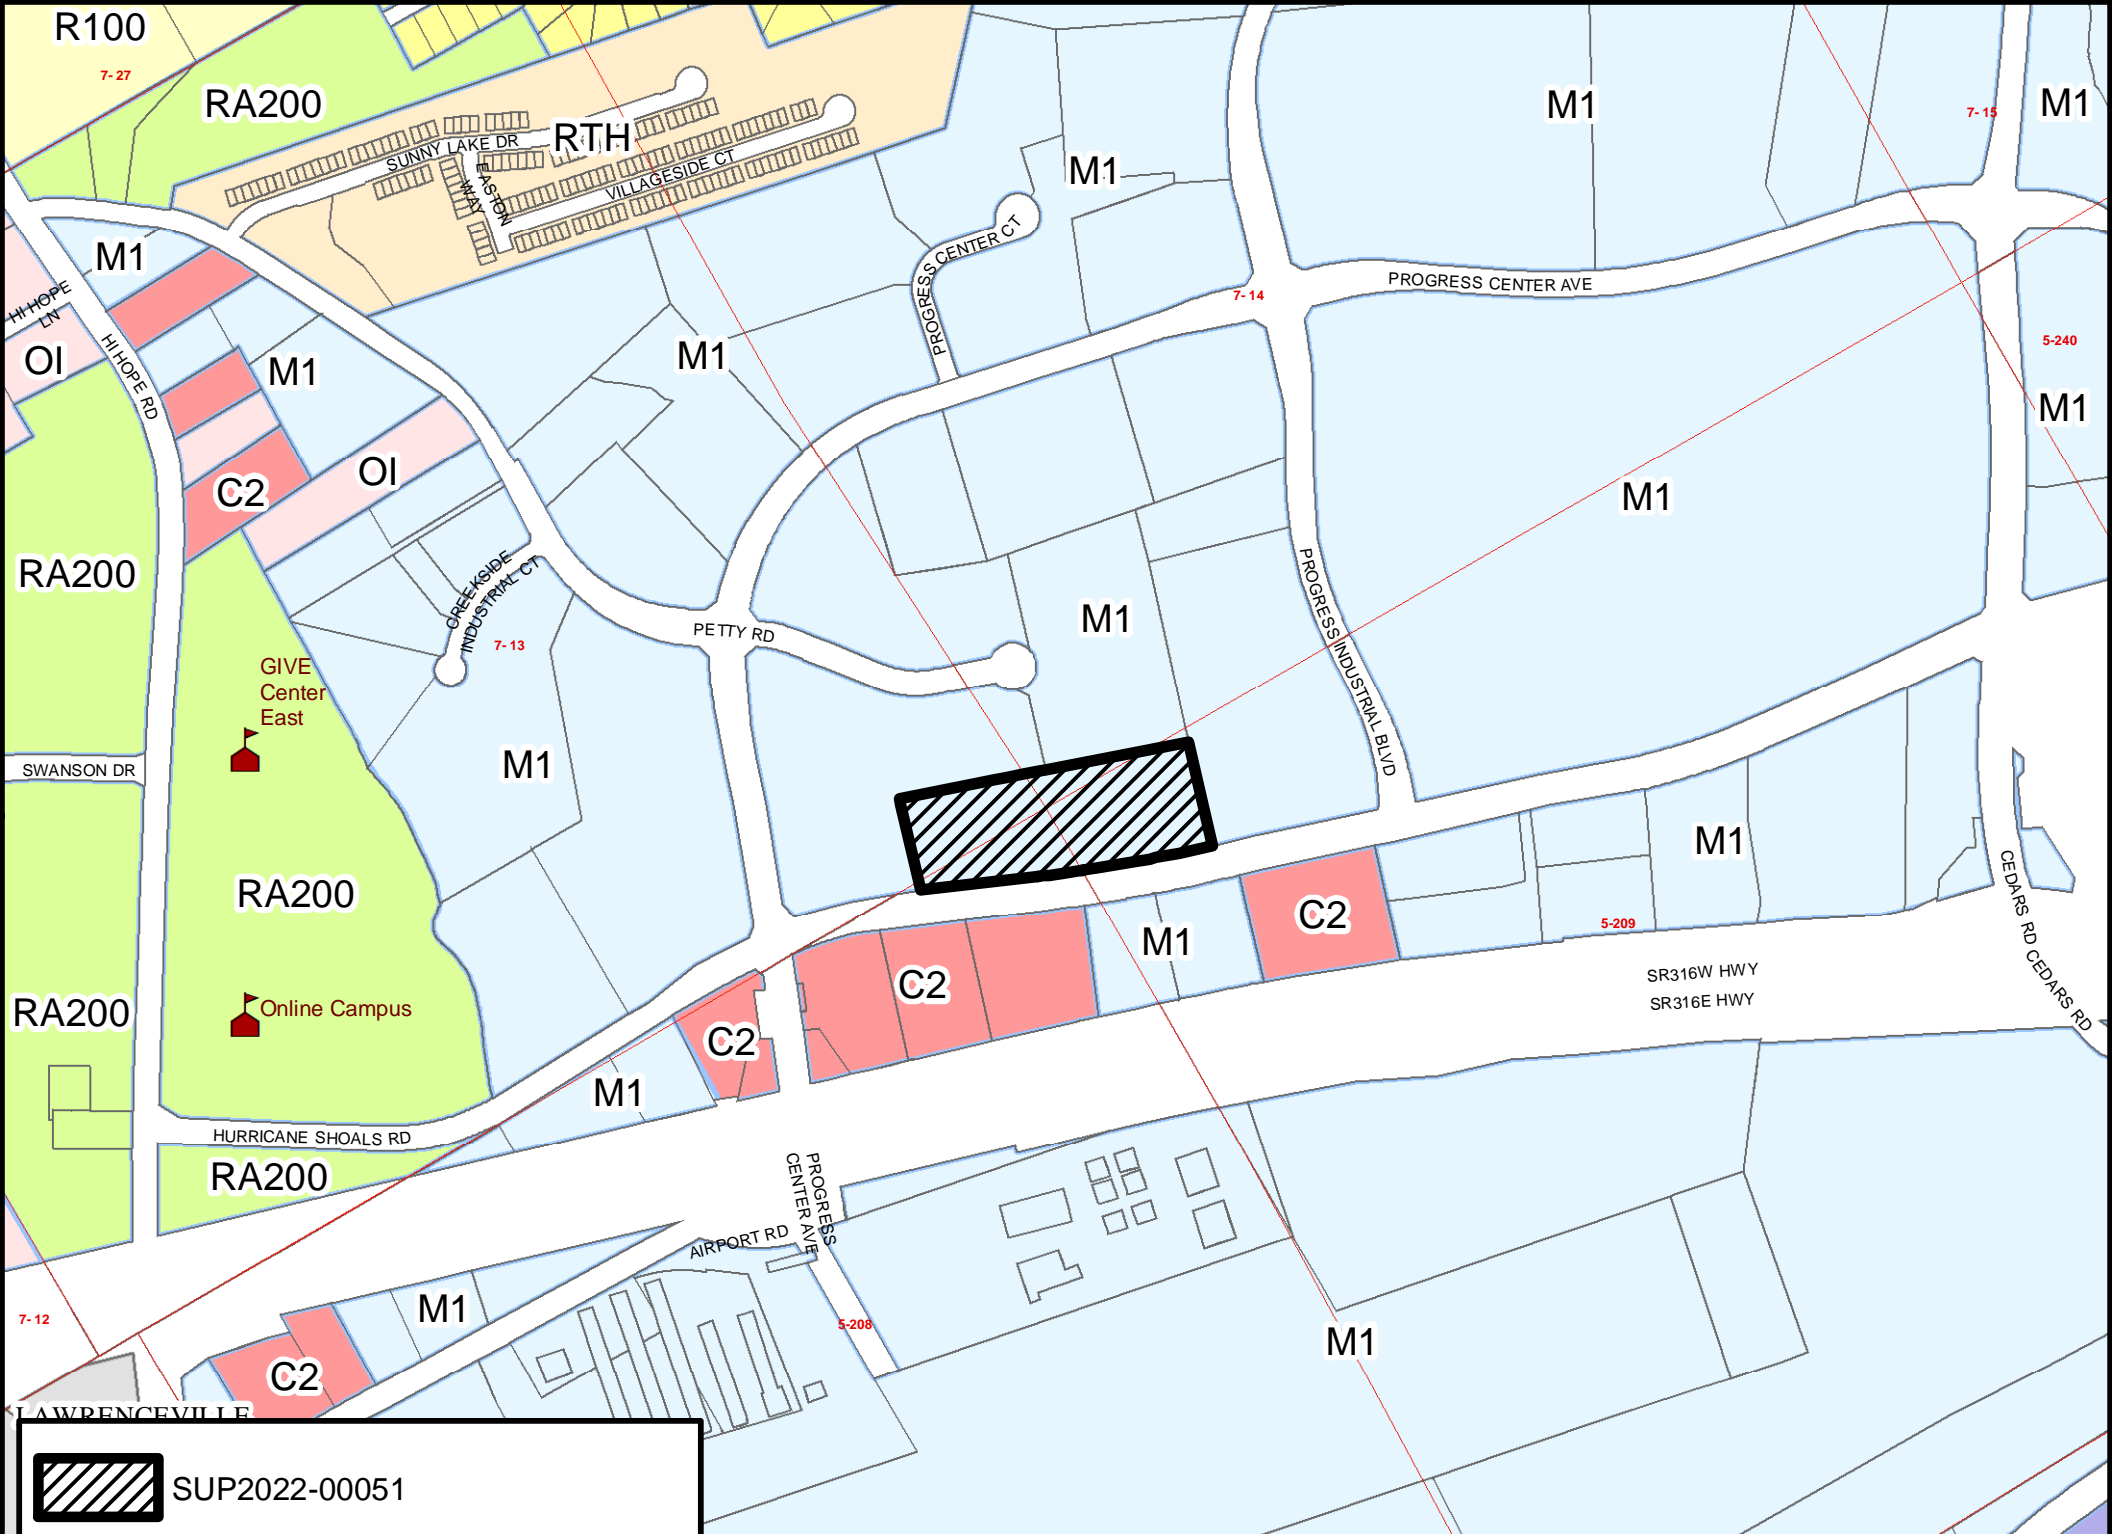 R100
7-27
RA200
RTH
SUNNY LAKE DR
EASTON
WAY
VILLAGESIDE CT
M1
M1
M1
7-15
M1
PROGRESS CENTER CT
PROGRESS CENTER AVE
7-14
HI HOPE
LN
HI HOPE RD
OI
M1
M1
5-240
M1
OI
C2
M1
RA200
CREEKSIDE
INDUSTRIAL CT
7-13
PETTY RD
M1
PROGRESS INDUSTRIAL BLVD
GIVE
Center
East
SWANSON DR
M1
M1
RA200
CEDARS RD
CEDARS RD
C2
5-209
M1
C2
SR316W HWY
SR316E HWY
RA200
Online Campus
C2
M1
HURRICANE SHOALS RD
RA200
PROGRESS
CENTER AVE
AIRPORT RD
M1
7-12
5-208
M1
C2
LAWRENCEVILLE
SUP2022-00051